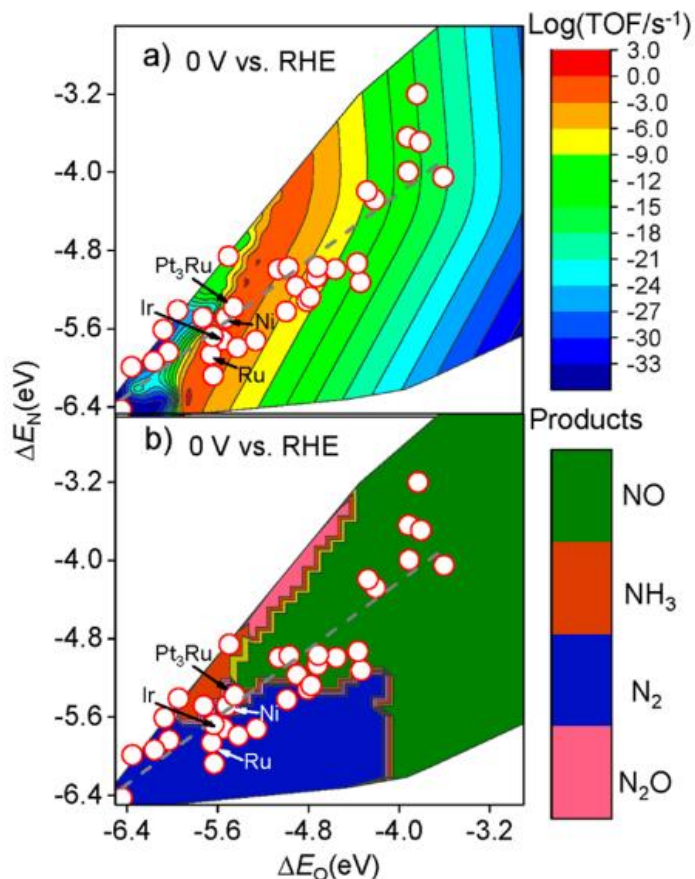 Log(TOF/s⁻¹)
a) 0 V vs. RHE
3.0
0.0
-3.0
-6.0
-9.0
-12
-15
-18
-21
-24
-27
-30
-33
-3.2
-4.0
-4.8
-5.6
-6.4
Pt₃Ru
Ir
Ni
Ru
ΔE_N(eV)
Products
b) 0 V vs. RHE
NO
NH₃
N₂
N₂O
-3.2
-4.0
-4.8
-5.6
-6.4
Pt₃Ru
Ir
Ni
Ru
-6.4 -5.6 -4.8 -4.0 -3.2
ΔE_O(eV)